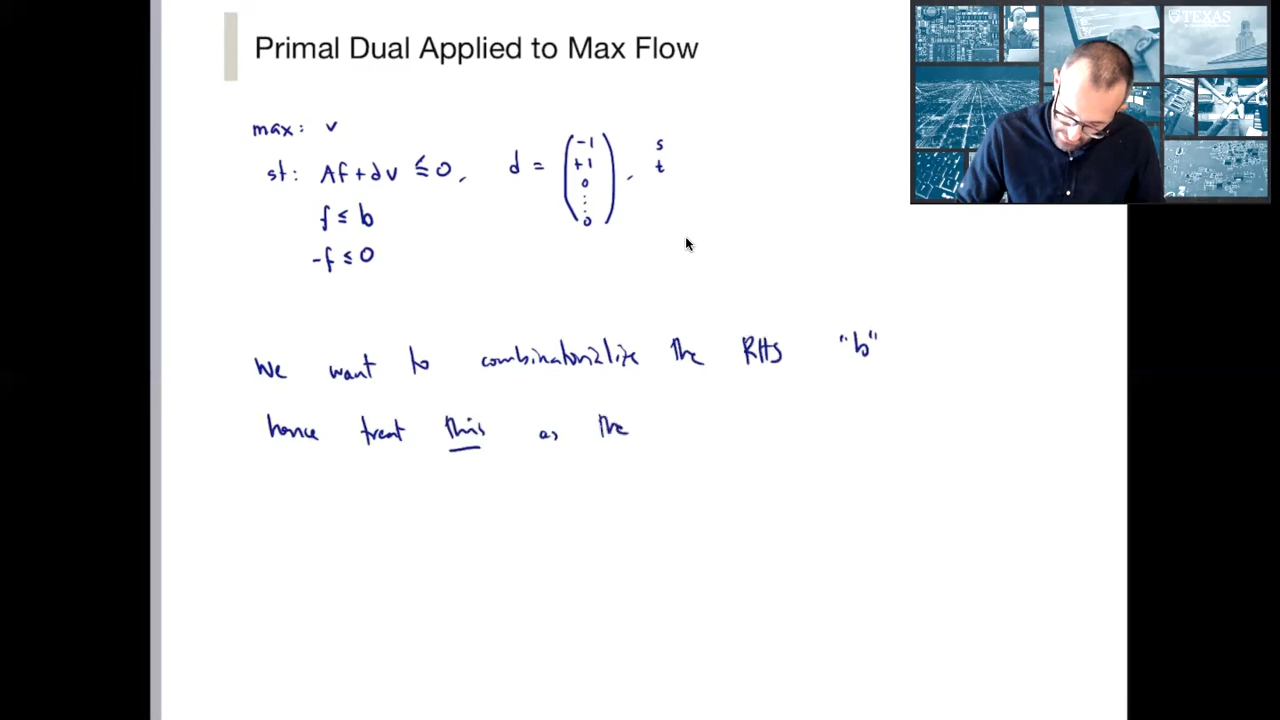 TEXAS
Primal Dual Applied to Max Flow
max: v
st: Af + dv ≤ 0, d = (-1 +1 0 ⋮ 0), s t
f ≤ b
-f ≤ 0
We want to combinatorialize the RHS "b"
hence treat this as the